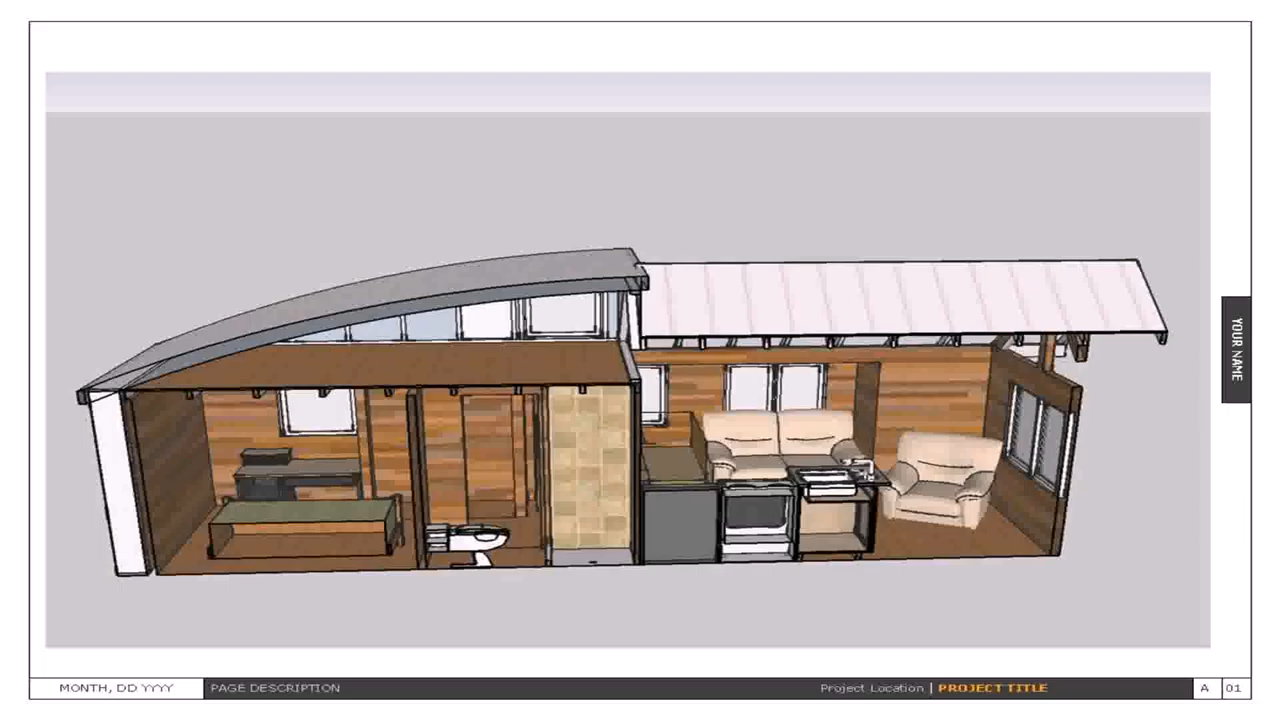 YOUR NAME
MONTH, DD YYYY
PAGE DESCRIPTION
Project Location | PROJECT TITLE
A
01